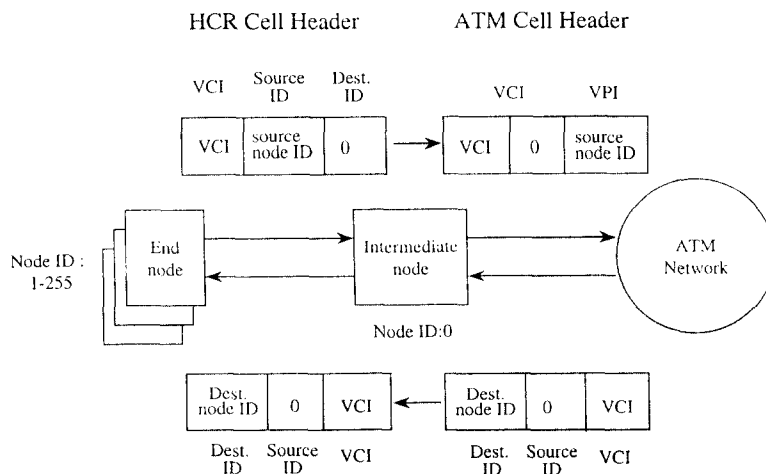 HCR Cell Header
ATM Cell Header
VCI
Source
ID
Dest.
ID
VCI
VPI
VCI
source
node ID
0
VCI
0
source
node ID
Node ID :
1-255
End
node
Intermediate
node
ATM
Network
Node ID:0
Dest.
node ID
0
VCI
Dest.
node ID
0
VCI
Dest.
ID
Source
ID
VCI
Dest.
ID
Source
ID
VCI